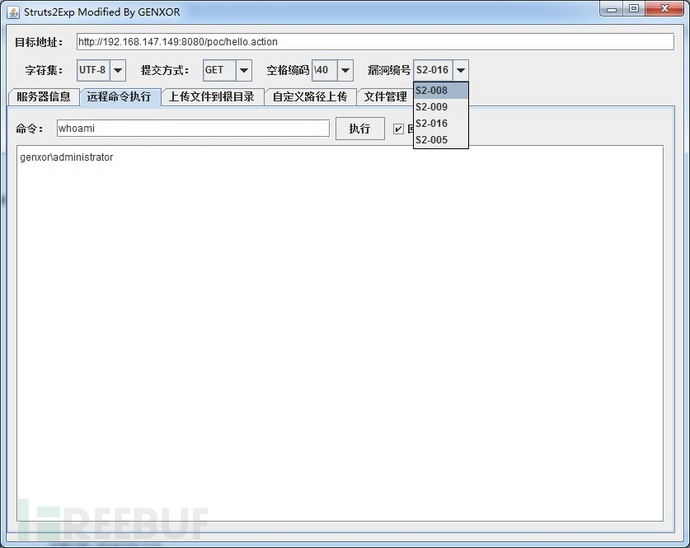 Struts2Exp Modified By GENXOR
目标地址： http://192.168.147.149:8080/poc/hello.action
字符集： UTF-8 提交方式： GET 空格编码 \40 漏洞编号 S2-016
S2-008
S2-009
S2-016
S2-005
服务器信息 远程命令执行 上传文件到根目录 自定义路径上传 文件管理
命令： whoami 执行
genxor\administrator
REEBUF